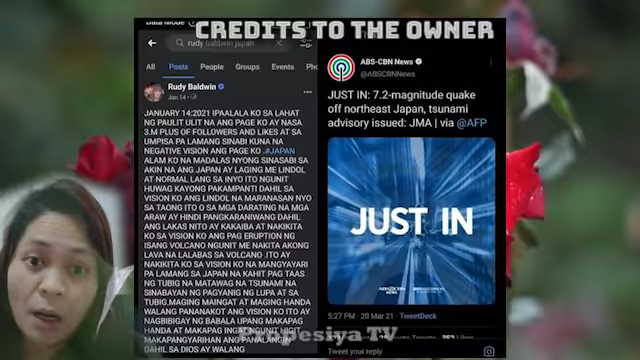 CREDITS TO THE OWNER
rudy baldwin japan
All Posts People Groups Events
Rudy Baldwin
Jan 14
JANUARY 14:2021 IPAALALA KO SA LAHAT
NG PAULIT ULIT NA ANG PAGE KO AY NASA
3.M PLUS OF FOLLOWERS AND LIKES AT SA
UMPISA PA LAMANG SINABI KUNA NA
NEGATIVE VISION ANG PAGE KO .#JAPAN
ALAM KO NA MADALAS NYONG SINASABI SA
AKIN NA ANG JAPAN AY LAGING ME LINDOL
AT NORMAL LANG SA INYO ITO NGUNIT
HUWAG KAYONG PAKAMPANTI DAHIL SA
VISION KO ANG LINDOL NA MARANASAN NYO
SA TAONG ITO O SA MGA DARATING NA MGA
ARAW AY HINDI PANGKARANIWANG DAHIL
ANG LAKAS NITO AY KAKAIBA AT NAKIKITA
KO SA VISION KO ANG PAG ERUPTION NG
ISANG VOLCANO NGUNIT ME NAKITA AKONG
LAVA NA LALABAS SA VOLCANO .ITO AY
NAKIKITA KO SA VISION KO NA MANGYAYARI
PA LAMANG SA JAPAN NA KAHIT PAG TAAS
NG TUBIG NA MATAWAG NA TSUNAMI NA
SINABAYAN NG PAGYANIG NG LUPA AT SA
TUBIG.MAGING MAINGAT AT MAGING HANDA
WALANG PANANAKOT ANG VISION KO ITO AY
NAGBIBIGAY NG BABALA UPANG MAKAPAG
HANDA AT MAKAPAG INGAT NGUNIT HIGIT
MAKAPANGYARIHAN ANG PANALANGIN
DAHIL SA DIOS AY WALANG
ABS-CBN News
@ABSCBNNews
JUST IN: 7.2-magnitude quake
off northeast Japan, tsunami
advisory issued: JMA | via @AFP
JUST IN
5:27 PM · 20 Mar 21 · TweetDeck
Tweet your reply